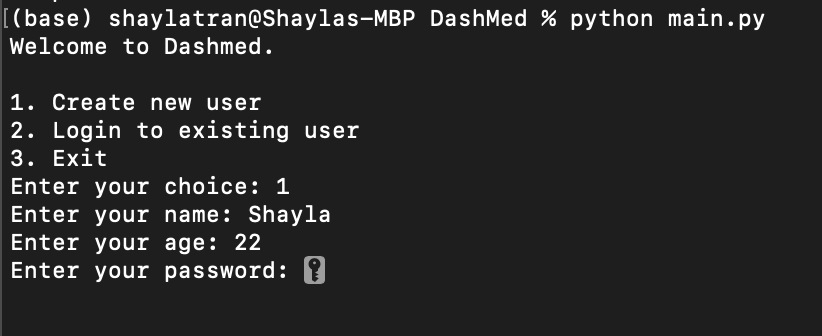 [(base) shaylatran@Shaylas-MBP DashMed % python main.py
Welcome to Dashmed.
1. Create new user
2. Login to existing user
3. Exit
Enter your choice: 1
Enter your name: Shayla
Enter your age: 22
Enter your password: